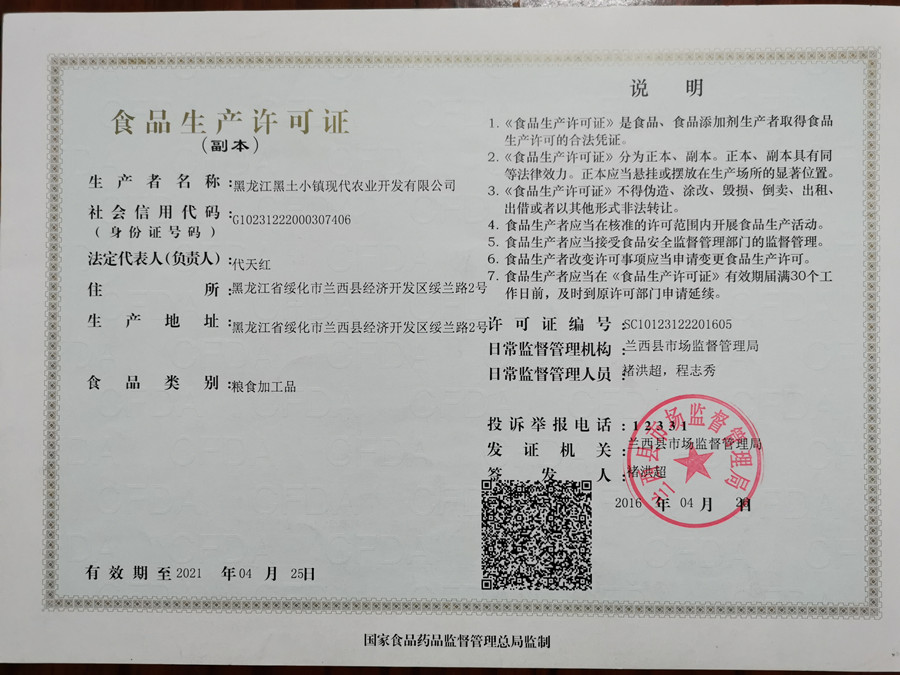 食品生产许可证
(副本)
生产者名称:黑龙江黑土小镇现代农业开发有限公司
社会信用代码:G10231222000307406
(身份证号码)
法定代表人(负责人):代天红
住所:黑龙江省绥化市兰西县经济开发区绥兰路2号
生产地址:黑龙江省绥化市兰西县经济开发区绥兰路2号
食品类别:粮食加工品
有效期至2021 年04 月 25日
说 明
1.《食品生产许可证》是食品、食品添加剂生产者取得食品
生产许可的合法凭证。
2.《食品生产许可证》分为正本、副本。正本、副本具有同
等法律效力。正本应当悬挂或摆放在生产场所的显著位置。
3.《食品生产许可证》不得伪造、涂改、毁损、倒卖、出租、
出借或者以其他形式非法转让。
4. 食品生产者应当在核准的许可范围内开展食品生产活动。
5. 食品生产者应当接受食品安全监督管理部门的监督管理。
6. 食品生产者改变许可事项应当申请变更食品生产许可。
7. 食品生产者应当在《食品生产许可证》有效期届满30个工
作日前，及时到原许可部门申请延续。
许可证编号:SC10123122201605
日常监督管理机构:兰西县市场监督管理局
日常监督管理人员:褚洪超，程志秀
投诉举报电话:12331
发证机关:兰西县市场监督管理局
签发人:褚洪超
2016 年 04 月 日
兰西县市场监督管理局
国家食品药品监督管理总局监制